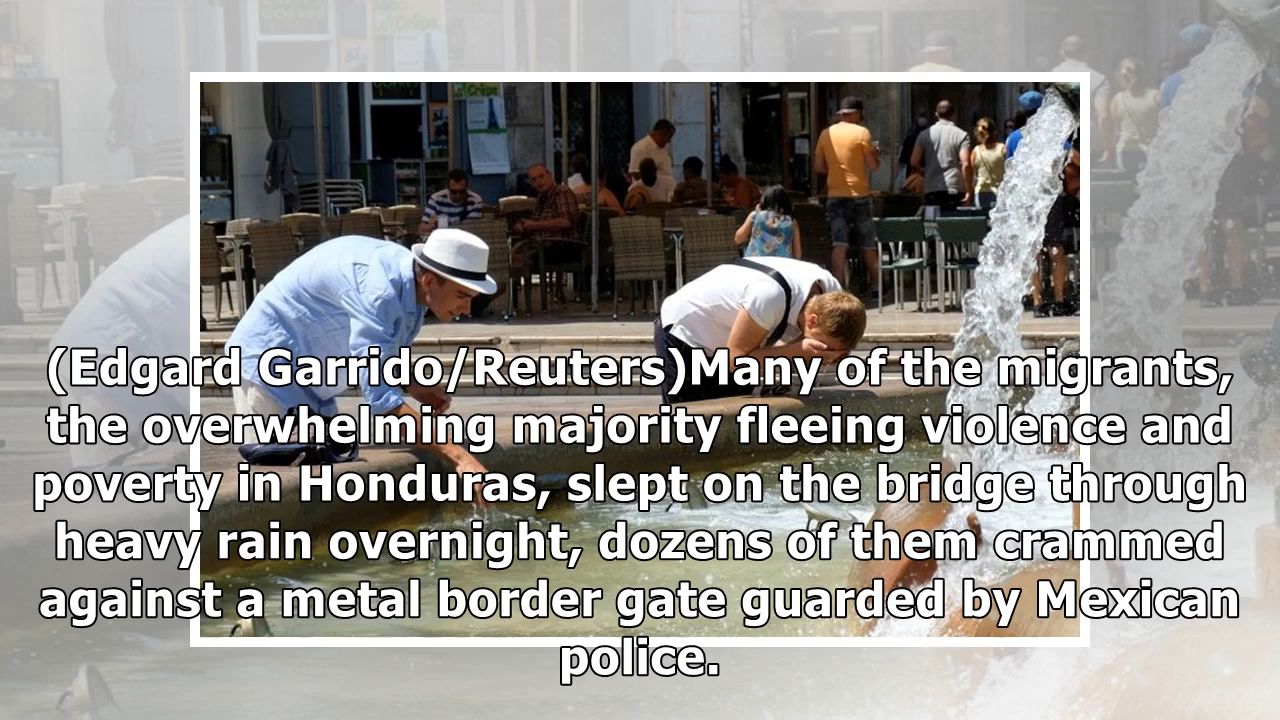 Crêpe
(Edgard Garrido/Reuters)Many of the migrants,
the overwhelming majority fleeing violence and
poverty in Honduras, slept on the bridge through
heavy rain overnight, dozens of them crammed
against a metal border gate guarded by Mexican
police.